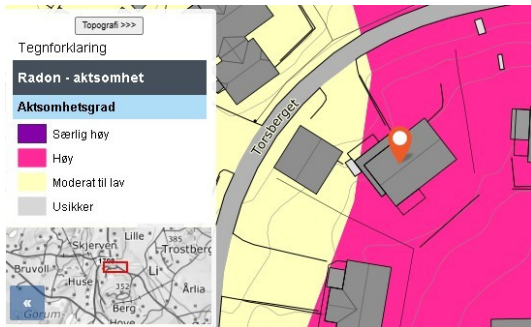 Topografi >>>
Tegnforklaring
Radon - aktsomhet
Aktsomhetsgrad
Særlig høy
Høy
Moderat til lav
Usikker
Torsberget
Lille
385
Skjerven
Trostberg
Bruvoll
Li
Huse
352
Årlia
Berg
Gorum
Hove
«